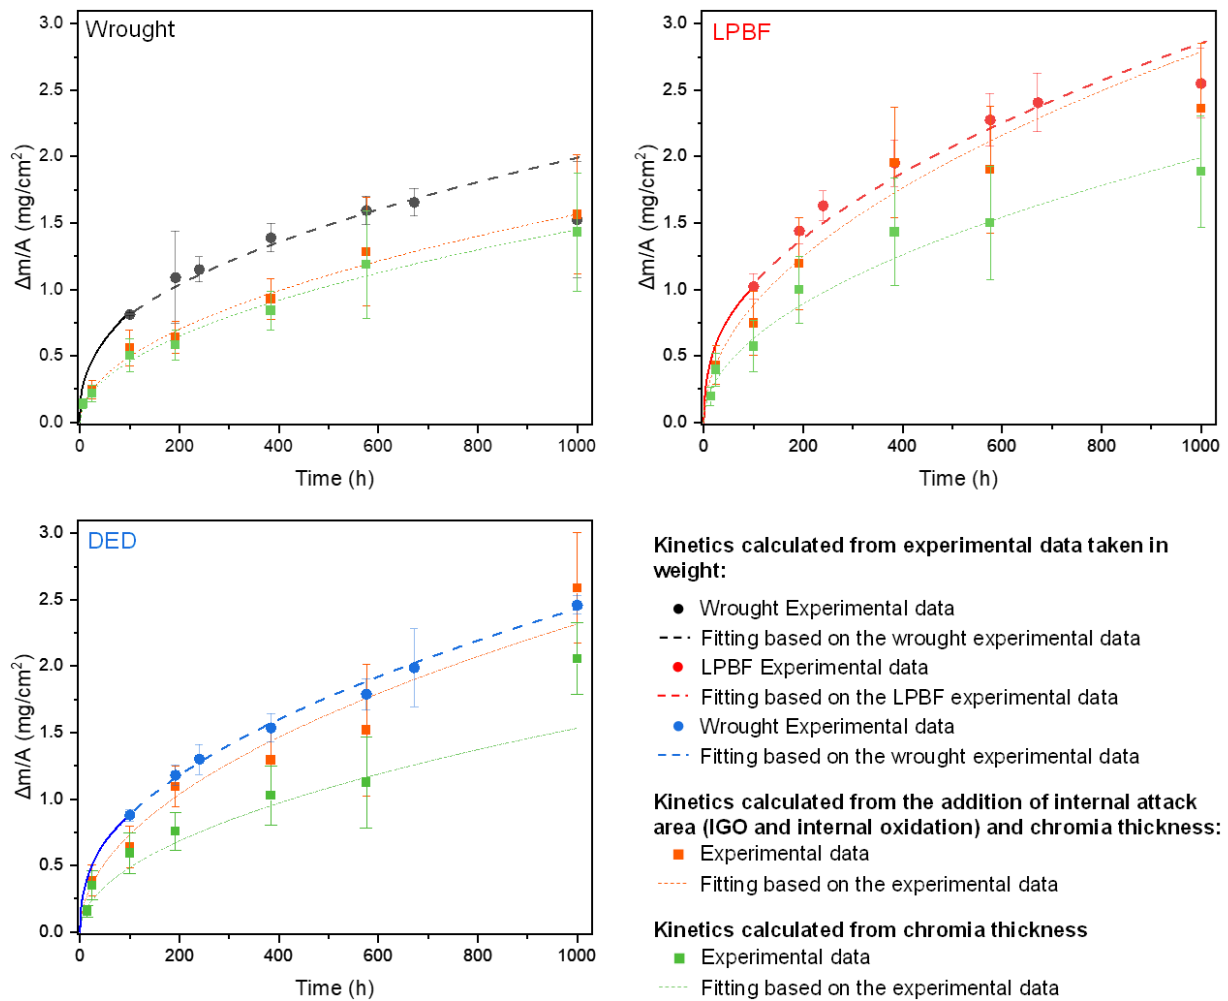 Wrought
3.0
2.5
2.0
1.5
1.0
0.5
0.0
Δm/A (mg/cm²)
0 200 400 600 800 1000
Time (h)
LPBF
3.0
2.5
2.0
1.5
1.0
0.5
0.0
Δm/A (mg/cm²)
0 200 400 600 800 1000
Time (h)
DED
3.0
2.5
2.0
1.5
1.0
0.5
0.0
Δm/A (mg/cm²)
0 200 400 600 800 1000
Time (h)
Kinetics calculated from experimental data taken in
weight:
Wrought Experimental data
Fitting based on the wrought experimental data
LPBF Experimental data
Fitting based on the LPBF experimental data
Wrought Experimental data
Fitting based on the wrought experimental data
Kinetics calculated from the addition of internal attack
area (IGO and internal oxidation) and chromia thickness:
Experimental data
Fitting based on the experimental data
Kinetics calculated from chromia thickness
Experimental data
Fitting based on the experimental data